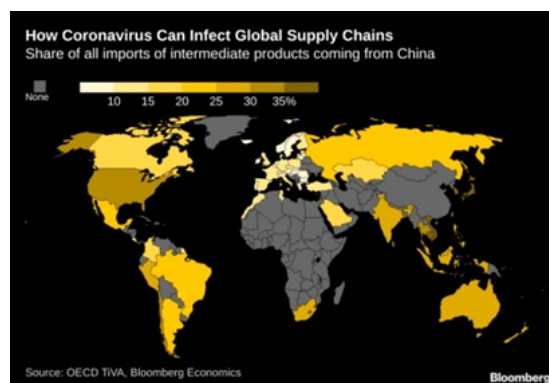 How Coronavirus Can Infect Global Supply Chains
Share of all imports of intermediate products coming from China
None
10 15 20 25 30 35%
Source: OECD TiVA, Bloomberg Economics
Bloomberg